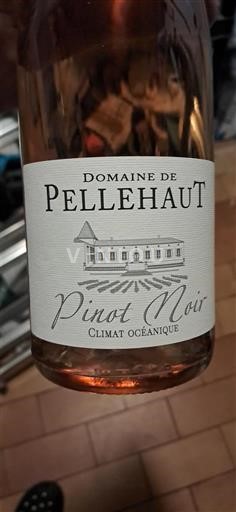 DOMAINE DE
PELLEHAUT
Pinot Noir
CLIMAT OCÉANIQUE